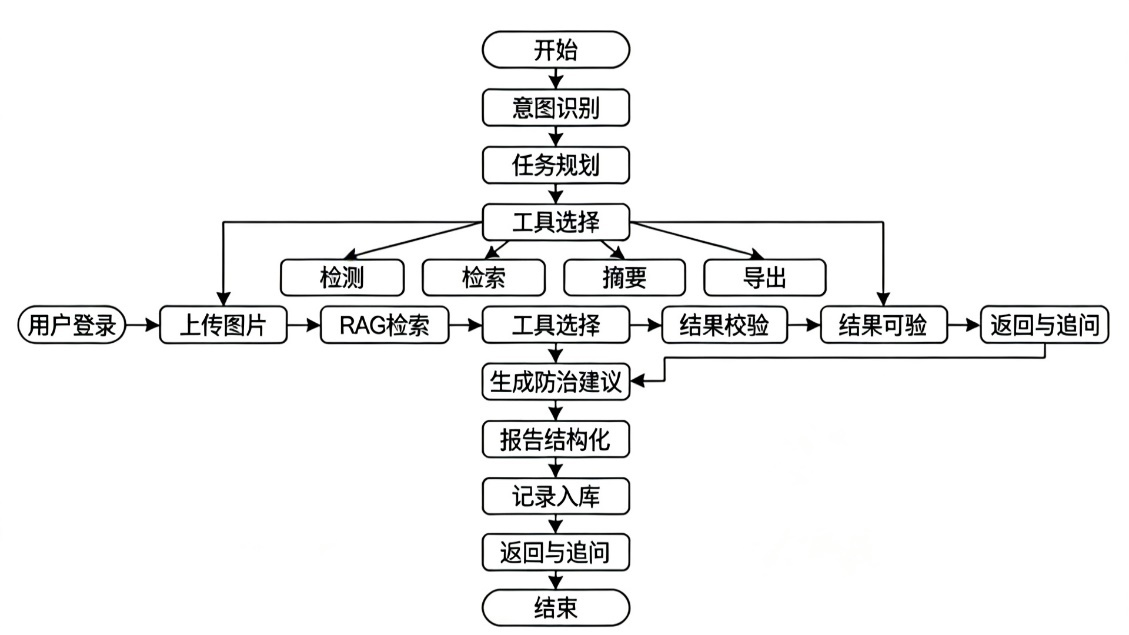 开始
意图识别
任务规划
工具选择
检测
检索
摘要
导出
用户登录
上传图片
RAG检索
工具选择
结果校验
结果可验
返回与追问
生成防治建议
报告结构化
记录入库
返回与追问
结束